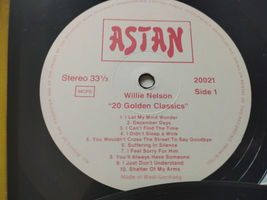 ASTAN
Stereo 33⅓
20021
MCPS
Side 1
Willie Nelson
"20 Golden Classics"
1. Let My Mind Wander
2. December Days
3. I Can't Find The Time
4. I Didn't Sleep a Wink
5. You Wouldn't Cross The Street To Say Goodbye
6. Suffering In Silence
7. I Feel Sorry For Him
8. You'll Always Have Someone
9. I Just Don't Understand
10. Shelter Of My Arms
Made of West-Germany